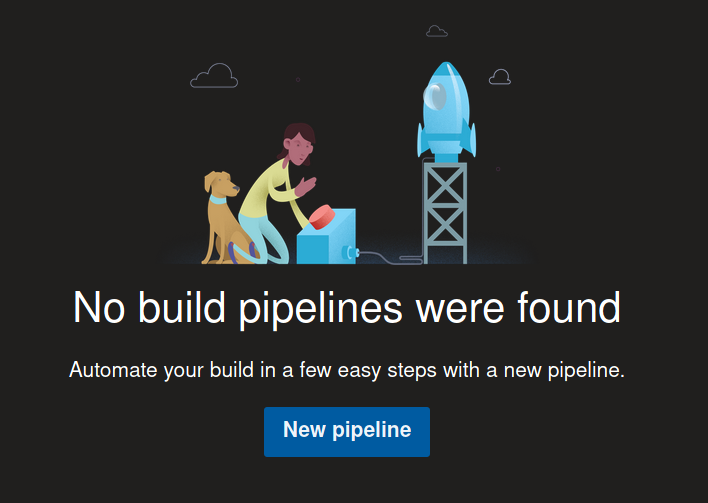 No build pipelines were found
Automate your build in a few easy steps with a new pipeline.
New pipeline